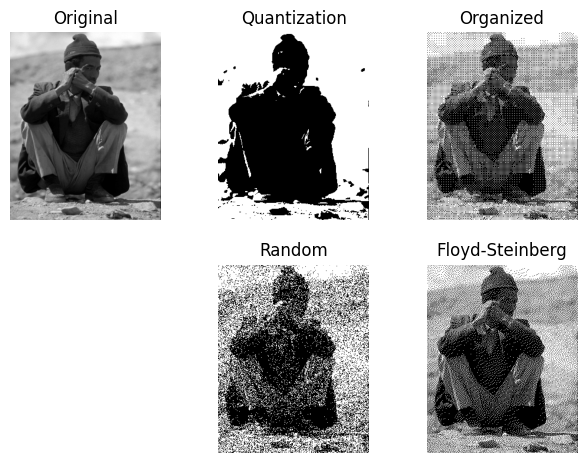 Original
Quantization
Organized
Random
Floyd-Steinberg